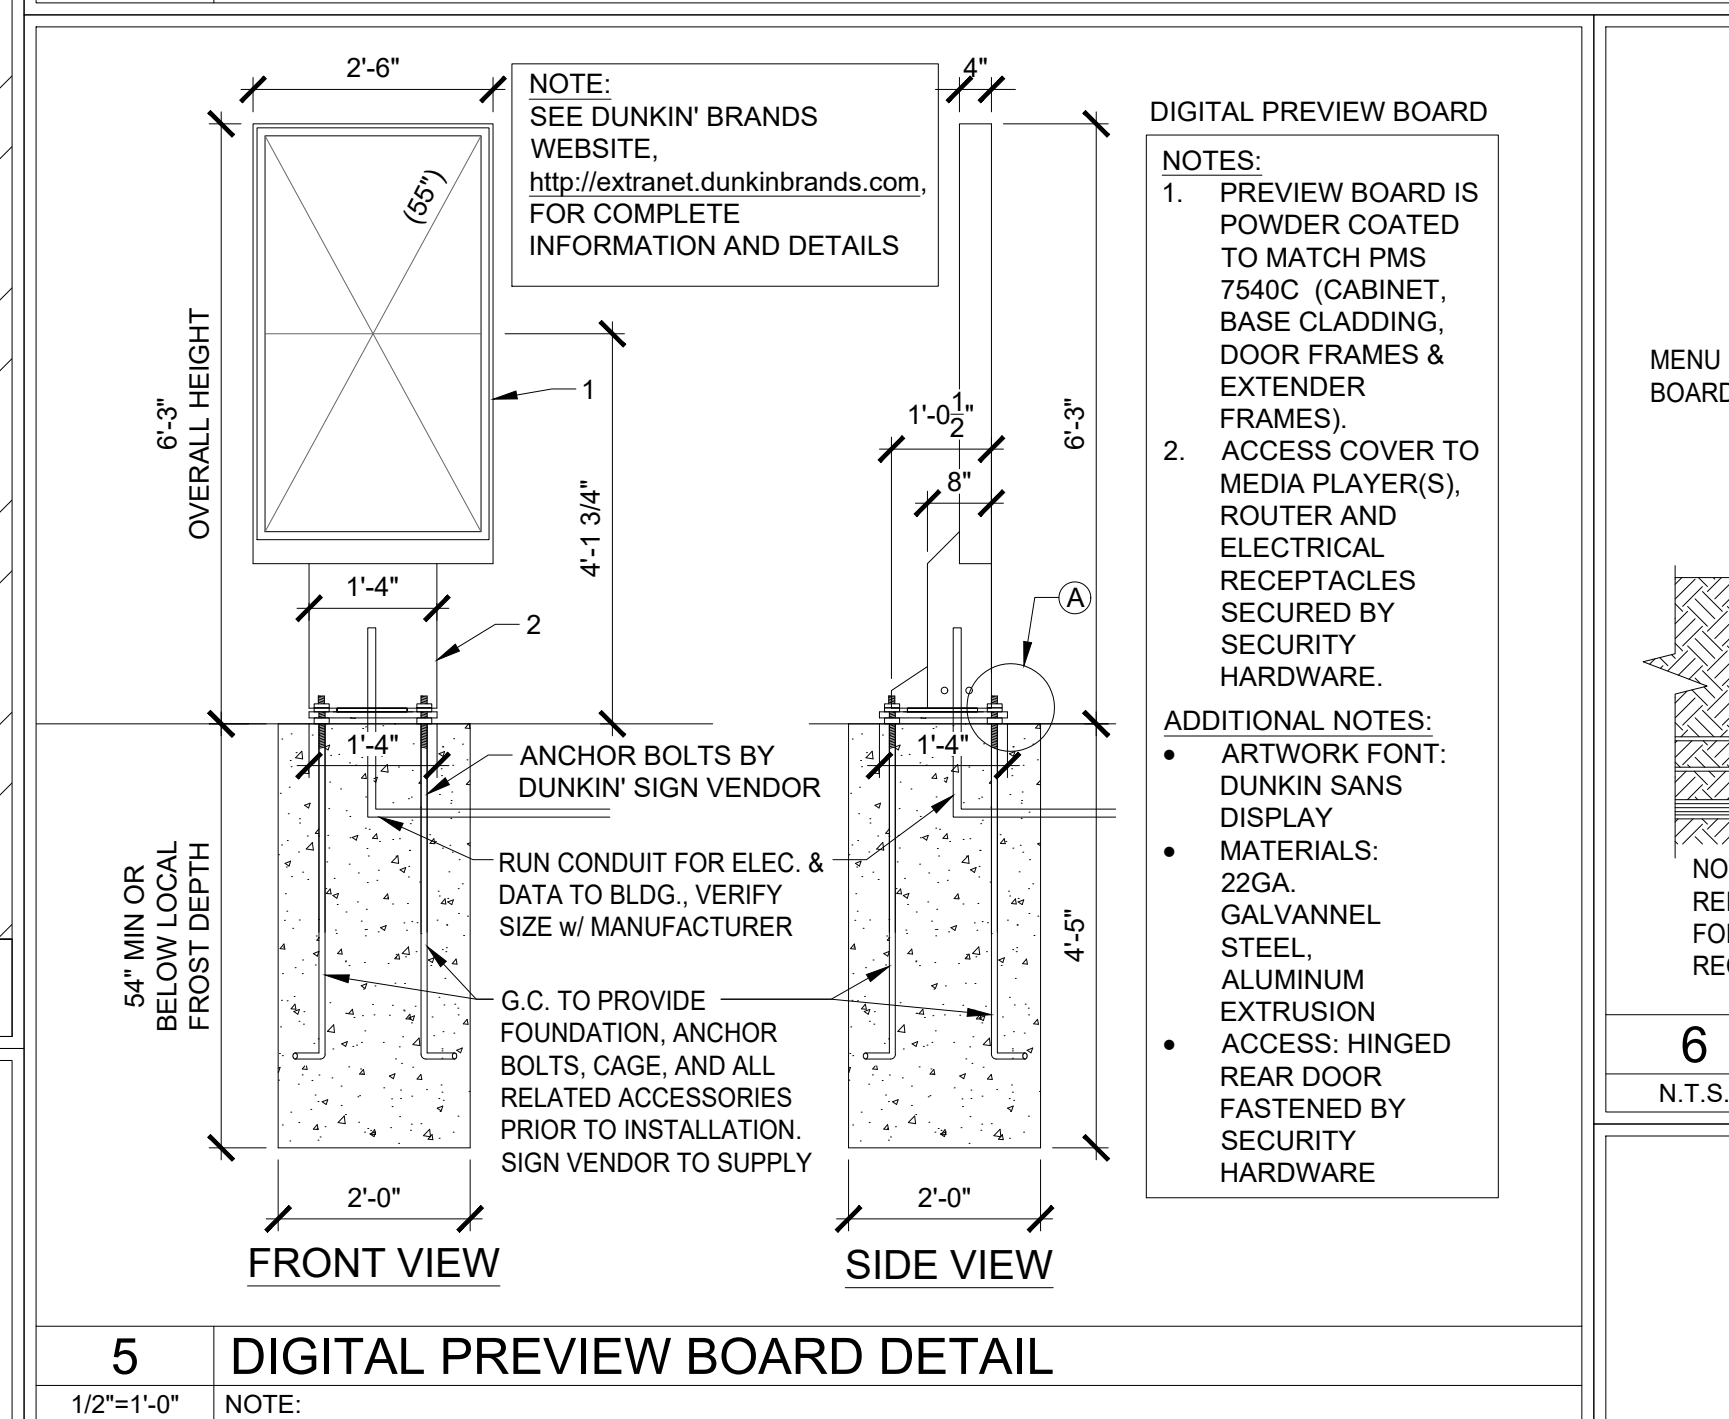 2'-6"
NOTE:
SEE DUNKIN' BRANDS
WEBSITE,
http://extranet.dunkinbrands.com,
FOR COMPLETE
INFORMATION AND DETAILS
4"
(55")
6'-3"
OVERALL HEIGHT
1
4'-1 3/4"
1'-4"
2
1'-0 1/2"
8"
6'-3"
A
1'-4"
1'-4"
ANCHOR BOLTS BY
DUNKIN' SIGN VENDOR
RUN CONDUIT FOR ELEC. &
DATA TO BLDG., VERIFY
SIZE w/ MANUFACTURER
54" MIN OR
BELOW LOCAL
FROST DEPTH
4'-5"
G.C. TO PROVIDE
FOUNDATION, ANCHOR
BOLTS, CAGE, AND ALL
RELATED ACCESSORIES
PRIOR TO INSTALLATION.
SIGN VENDOR TO SUPPLY
2'-0"
2'-0"
FRONT VIEW
SIDE VIEW
DIGITAL PREVIEW BOARD
NOTES:
1. PREVIEW BOARD IS
POWDER COATED
TO MATCH PMS
7540C (CABINET,
BASE CLADDING,
DOOR FRAMES &
EXTENDER
FRAMES).
2. ACCESS COVER TO
MEDIA PLAYER(S),
ROUTER AND
ELECTRICAL
RECEPTACLES
SECURED BY
SECURITY
HARDWARE.
ADDITIONAL NOTES:
• ARTWORK FONT:
DUNKIN SANS
DISPLAY
• MATERIALS:
22GA.
GALVANNEL
STEEL,
ALUMINUM
EXTRUSION
• ACCESS: HINGED
REAR DOOR
FASTENED BY
SECURITY
HARDWARE
5
DIGITAL PREVIEW BOARD DETAIL
1/2"=1'-0"
NOTE:
MENU
BOARD
6
N.T.S.